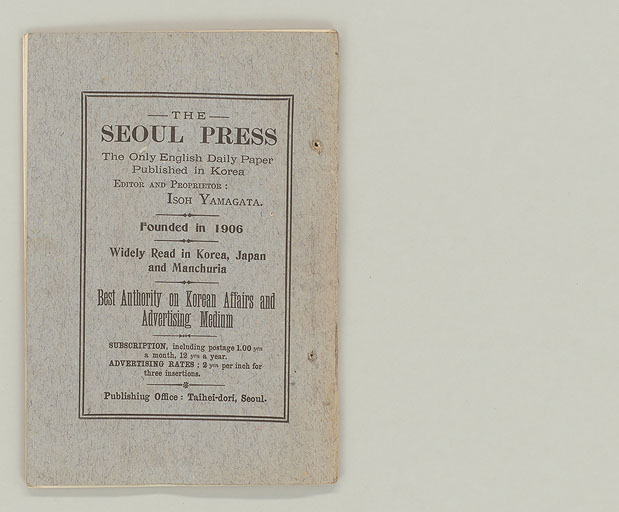 THE
SEOUL PRESS
The Only English Daily Paper
Published in Korea
EDITOR AND PROPRIETOR :
ISOH YAMAGATA.
Founded in 1906
Widely Read in Korea, Japan
and Manchuria
Best Authority on Korean Affairs and
Advertising Medium
SUBSCRIPTION, including postage 1.00 yen
a month, 12 yen a year.
ADVERTISING RATES ; 2 yen per inch for
three insertions.
Publishiug Office : Taihei-dori, Seoul.